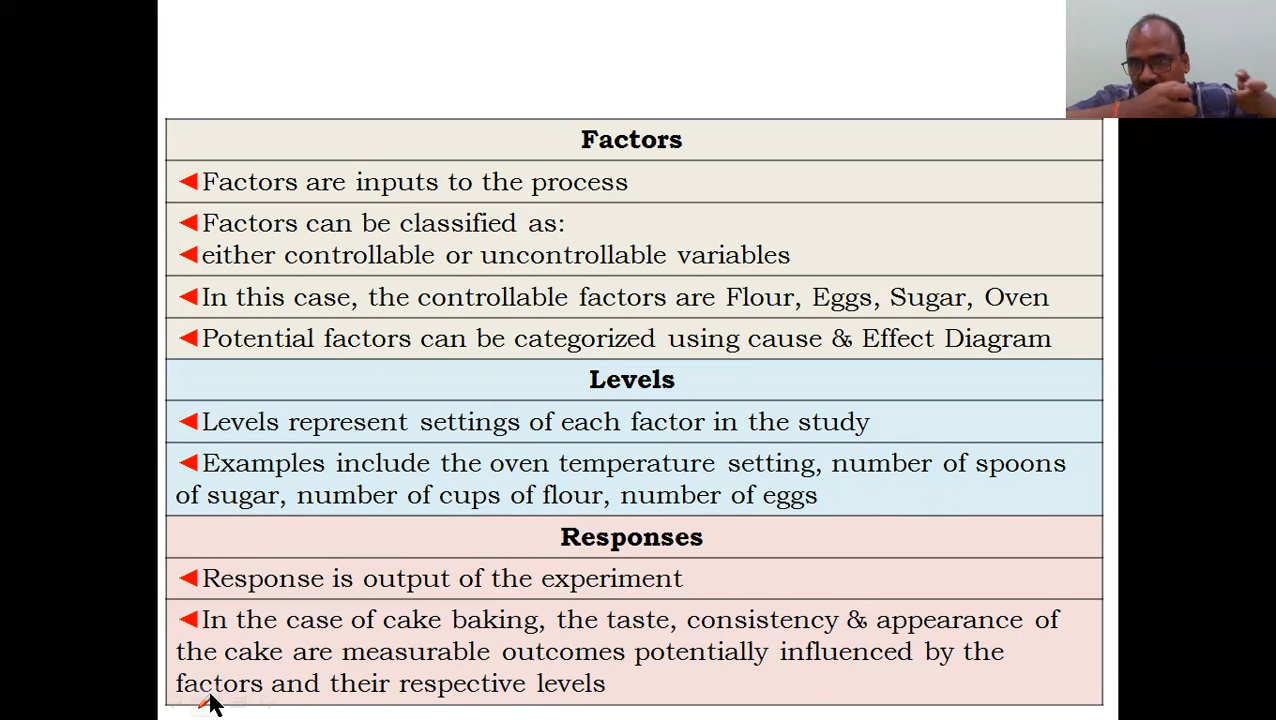 Factors
Factors are inputs to the process
Factors can be classified as:
either controllable or uncontrollable variables
In this case, the controllable factors are Flour, Eggs, Sugar, Oven
Potential factors can be categorized using cause & Effect Diagram
Levels
Levels represent settings of each factor in the study
Examples include the oven temperature setting, number of spoons
of sugar, number of cups of flour, number of eggs
Responses
Response is output of the experiment
In the case of cake baking, the taste, consistency & appearance of
the cake are measurable outcomes potentially influenced by the
factors and their respective levels